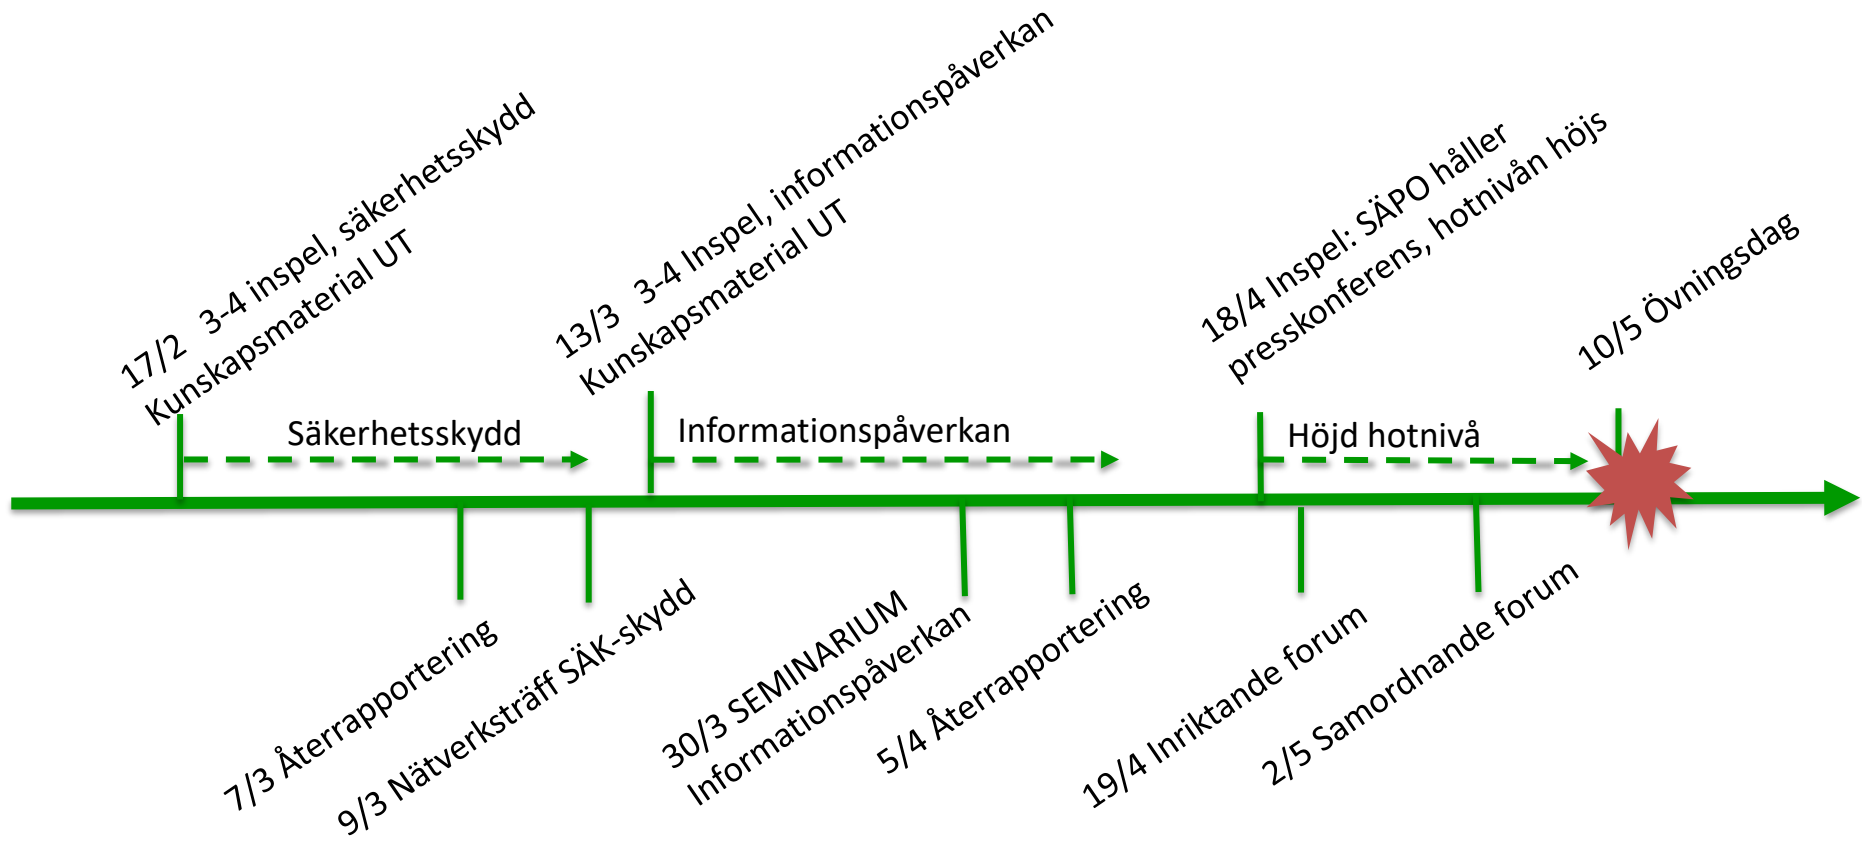 17/2   3-4 inspel, säkerhetsskydd
Kunskapsmaterial UT
13/3   3-4 Inspel, informationspåverkan
Kunskapsmaterial UT
18/4 Inspel: SÄPO håller
presskonferens, hotnivån höjs
10/5 Övningsdag
Säkerhetsskydd
Informationspåverkan
Höjd hotnivå
7/3 Återrapportering
9/3 Nätverksträff SÄK-skydd
30/3 SEMINARIUM
Informationspåverkan
5/4 Återrapportering
19/4 Inriktande forum
2/5 Samordnande forum